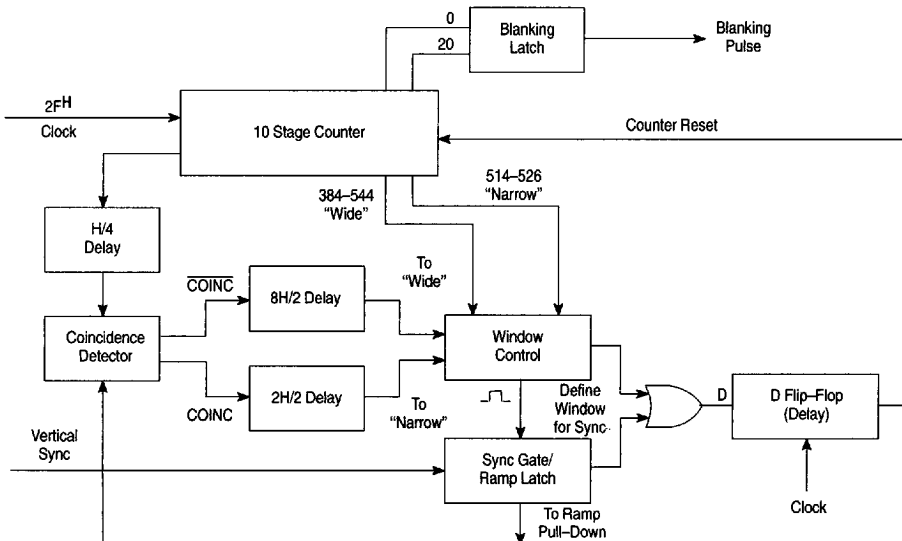 0
20
Blanking
Latch
Blanking
Pulse
2FH
Clock
10 Stage Counter
Counter Reset
384–544
"Wide"
514–526
"Narrow"
H/4
Delay
To
"Wide"
COINC
8H/2 Delay
Coincidence
Detector
Window
Control
COINC
2H/2 Delay
To
"Narrow"
Define
Window
for Sync
D
D Flip–Flop
(Delay)
Vertical
Sync
Sync Gate/
Ramp Latch
Clock
To Ramp
Pull–Down